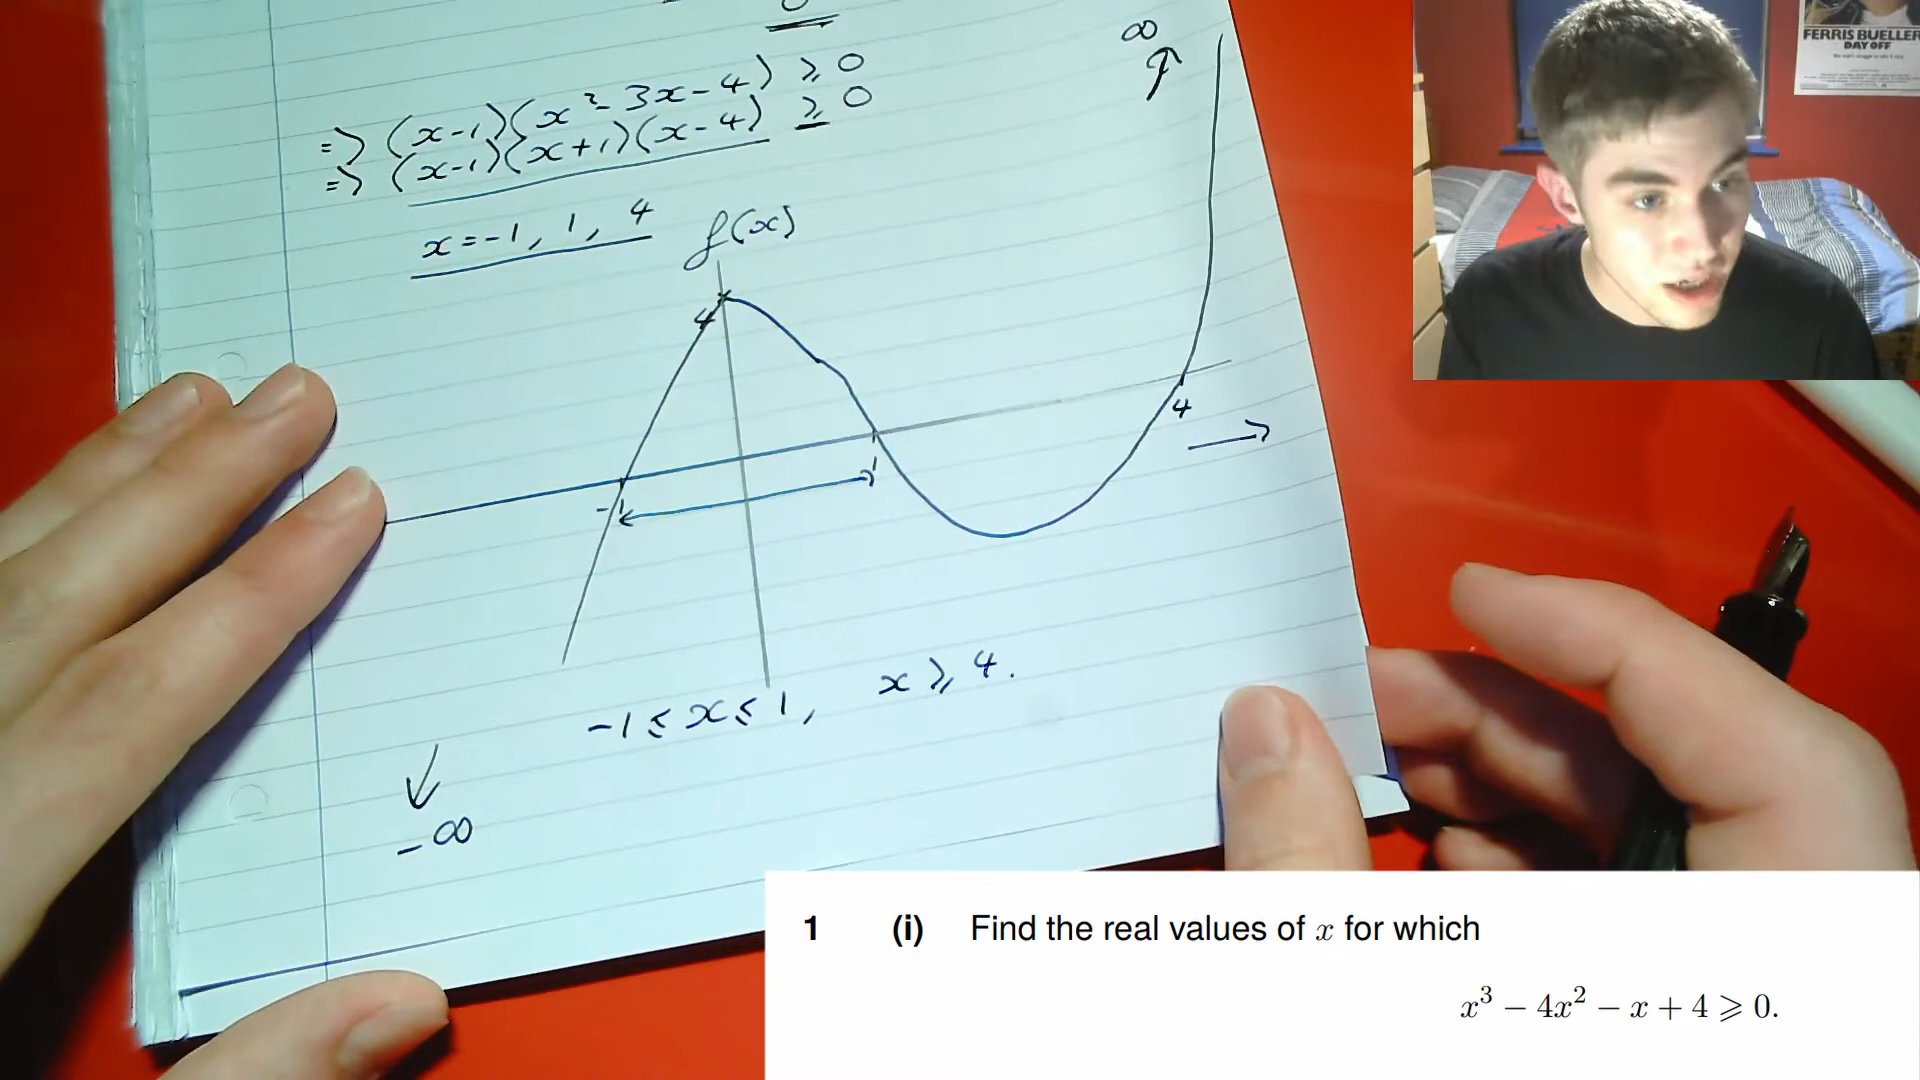 => (x-1)(x²-3x-4) ⩾ 0
=> (x-1)(x+1)(x-4) ≥ 0
x=-1, 1, 4
f(x)
∞
4
-1
1
4
-1 ⩽ x ⩽ 1, x ⩾ 4.
-∞
FERRIS BUELLER
DAY OFF
1 (i) Find the real values of x for which
x³ − 4x² − x + 4 ⩾ 0.